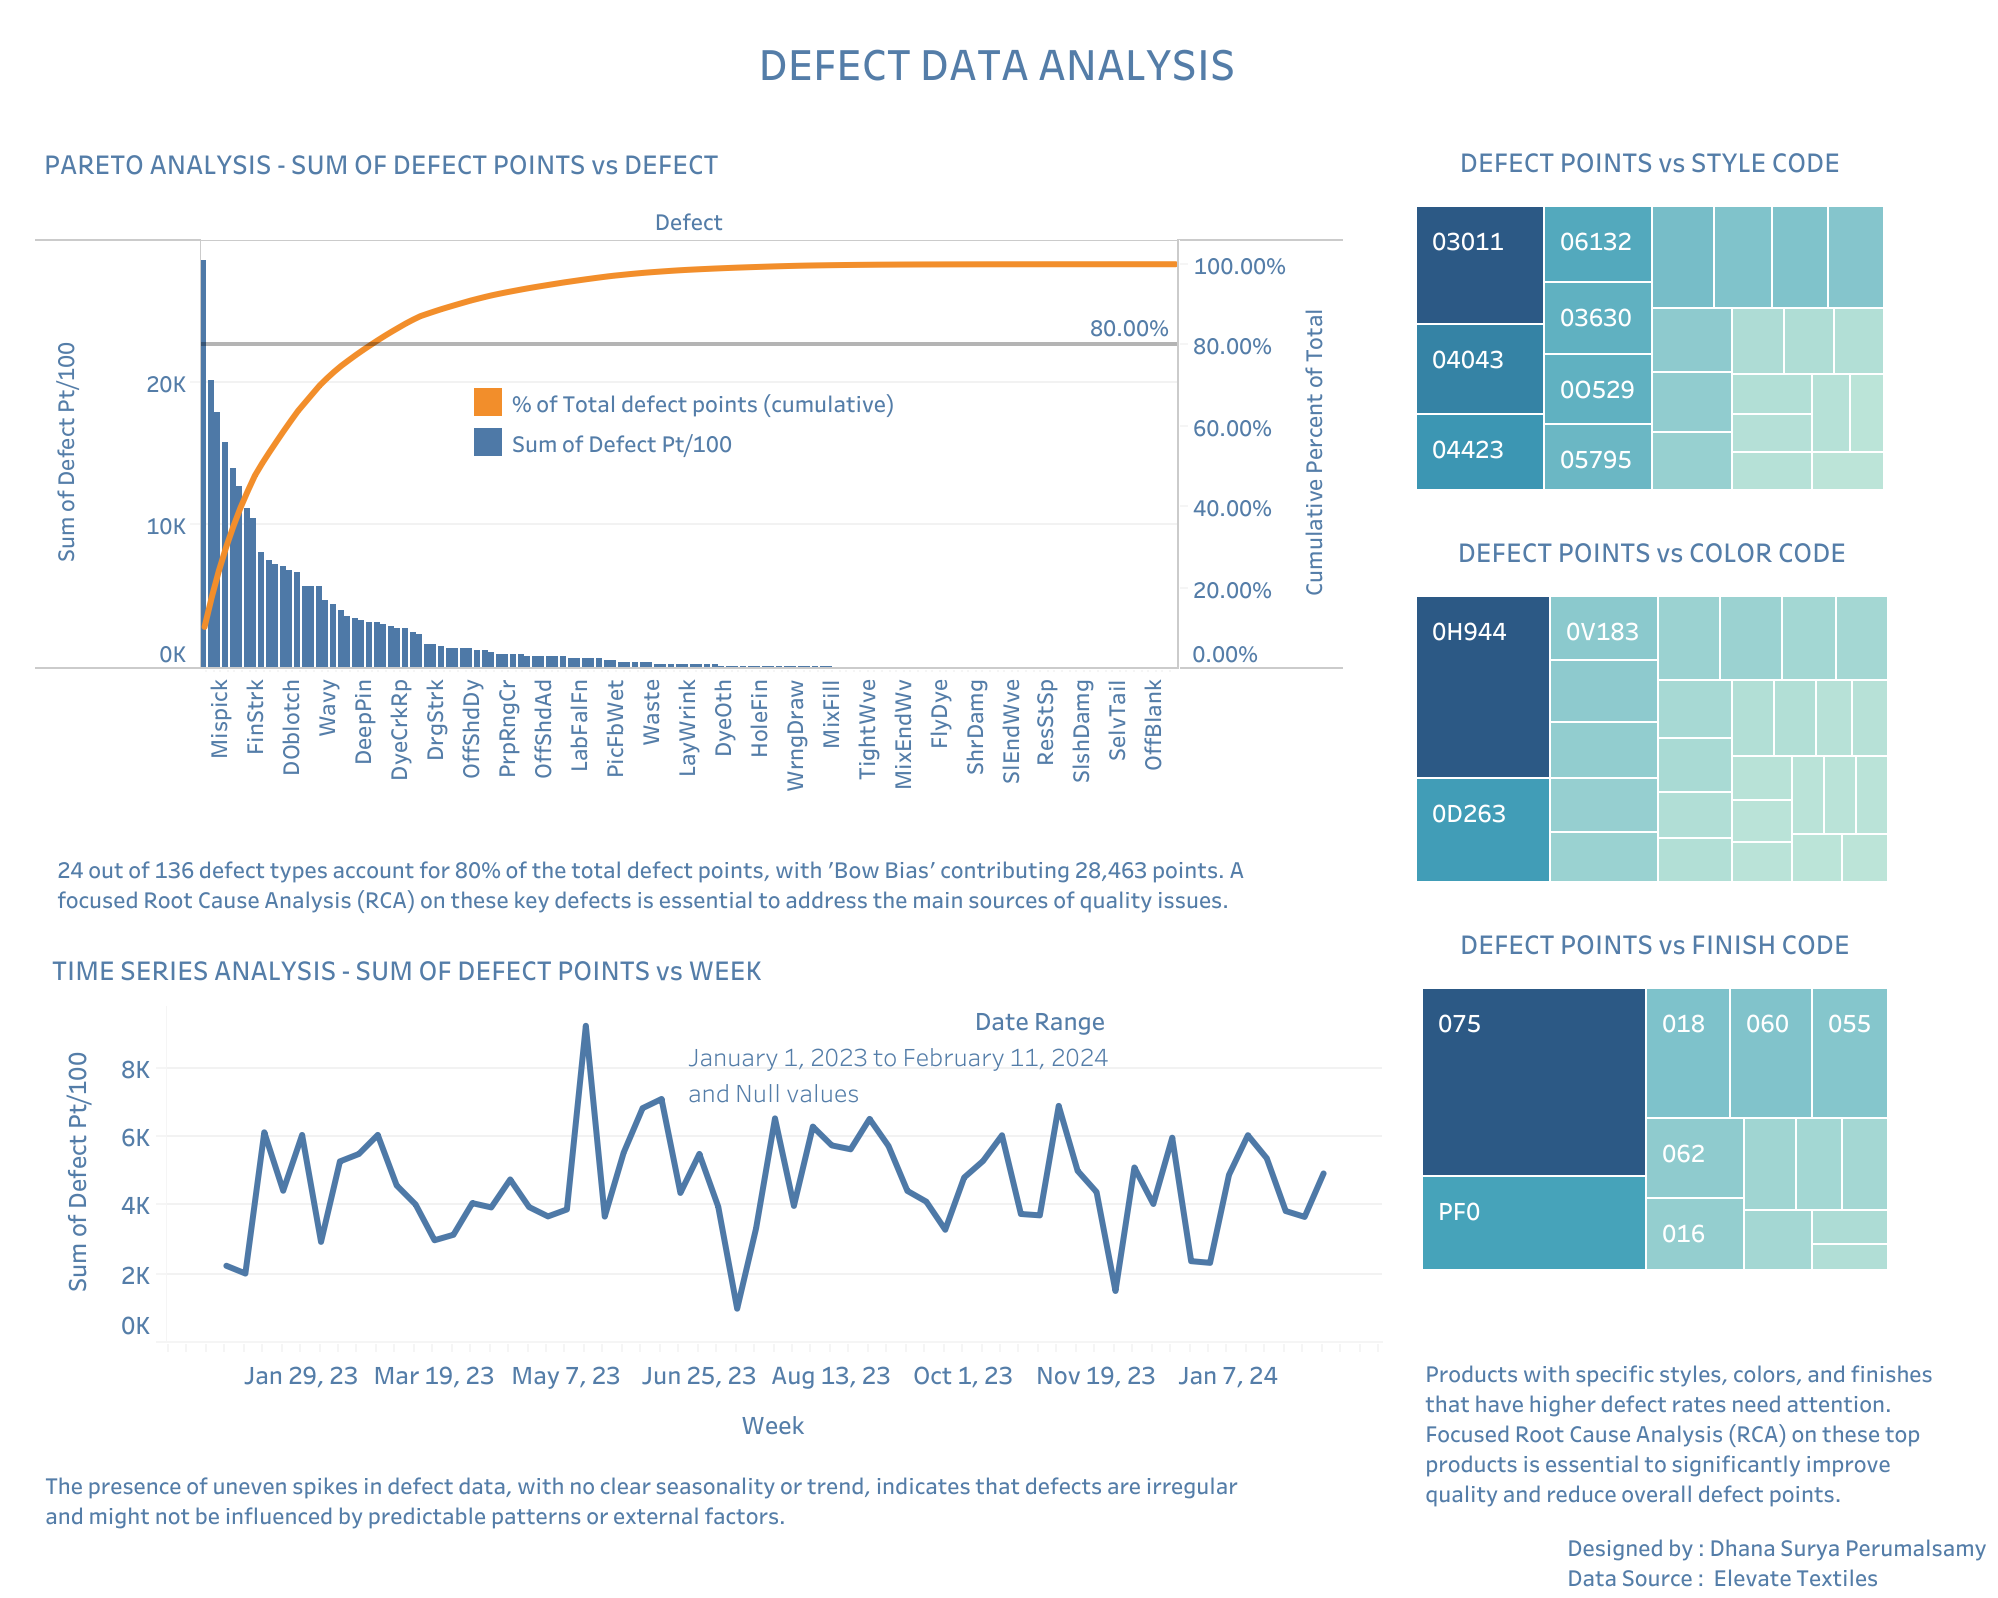 DEFECT DATA ANALYSIS
PARETO ANALYSIS - SUM OF DEFECT POINTS vs DEFECT
Defect
Sum of Defect Pt/100
20K
10K
0K
% of Total defect points (cumulative)
Sum of Defect Pt/100
80.00%
100.00%
80.00%
60.00%
40.00%
20.00%
0.00%
Cumulative Percent of Total
Mispick
FinStrk
DOblotch
Wavy
DeepPin
DyeCrkRp
DrgStrk
OffShdDy
PrpRngCr
OffShdAd
LabFalFn
PicFbWet
Waste
LayWrink
DyeOth
HoleFin
WrngDraw
MixFill
TightWve
MixEndWv
FlyDye
ShrDamg
SlEndWve
ResStSp
SlshDamg
SelvTail
OffBlank
24 out of 136 defect types account for 80% of the total defect points, with ’Bow Bias’ contributing 28,463 points. A
focused Root Cause Analysis (RCA) on these key defects is essential to address the main sources of quality issues.
TIME SERIES ANALYSIS - SUM OF DEFECT POINTS vs WEEK
Date Range
January 1, 2023 to February 11, 2024
and Null values
Sum of Defect Pt/100
8K
6K
4K
2K
0K
Jan 29, 23 Mar 19, 23 May 7, 23 Jun 25, 23 Aug 13, 23 Oct 1, 23 Nov 19, 23 Jan 7, 24
Week
The presence of uneven spikes in defect data, with no clear seasonality or trend, indicates that defects are irregular
and might not be influenced by predictable patterns or external factors.
DEFECT POINTS vs STYLE CODE
03011
04043
04423
06132
03630
0O529
05795
DEFECT POINTS vs COLOR CODE
0H944
0D263
0V183
DEFECT POINTS vs FINISH CODE
075
PF0
018
060
055
062
016
Products with specific styles, colors, and finishes
that have higher defect rates need attention.
Focused Root Cause Analysis (RCA) on these top
products is essential to significantly improve
quality and reduce overall defect points.
Designed by : Dhana Surya Perumalsamy
Data Source : Elevate Textiles